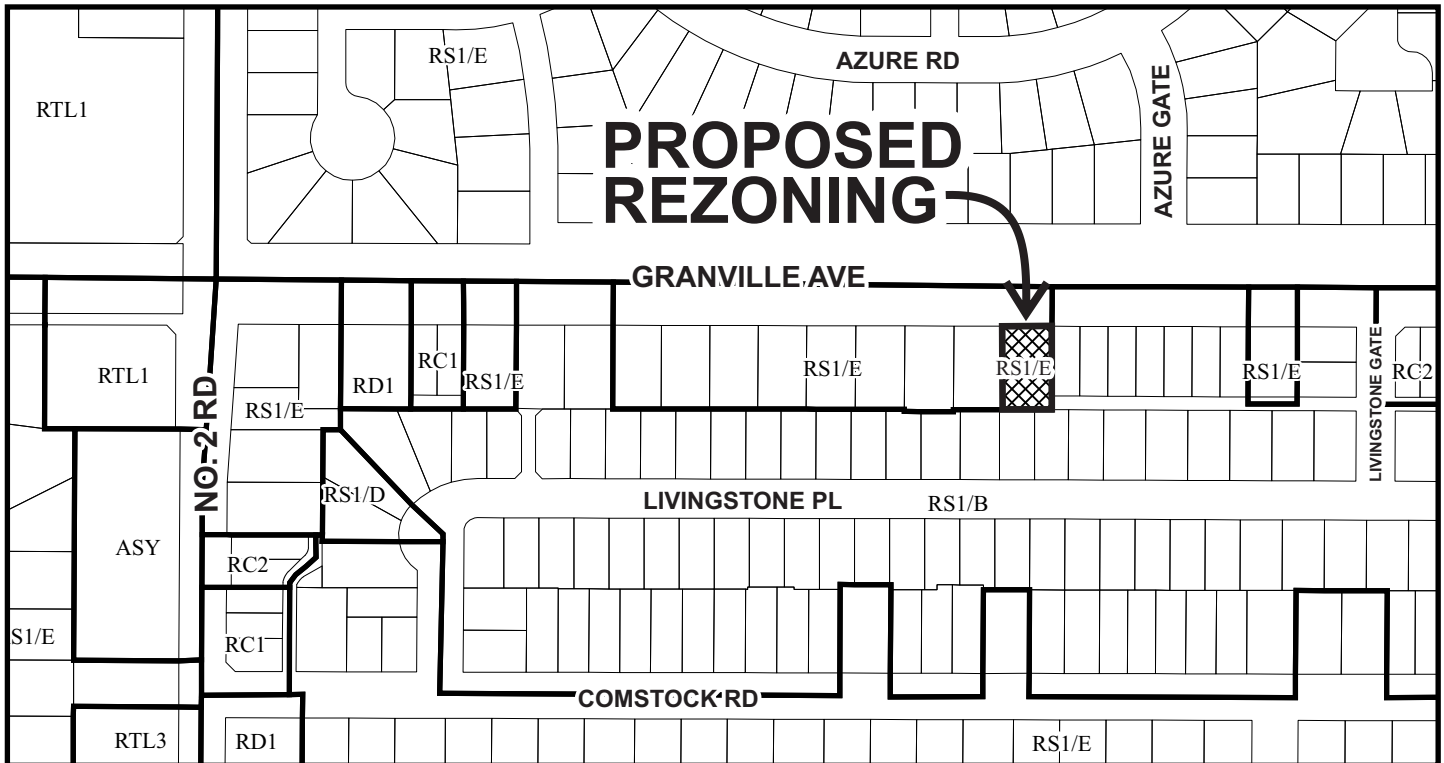 RS1/E
AZURE RD
RTL1
AZURE GATE
PROPOSED
REZONING
GRANVILLE AVE
RTL1
RS1/E
RD1
RC1
RS1/E
RS1/E
RS1/E
RS1/E
LIVINGSTONE GATE
RC2
NO. 2 RD
RS1/D
LIVINGSTONE PL
RS1/B
ASY
RC2
S1/E
RC1
COMSTOCK RD
RTL3
RD1
RS1/E